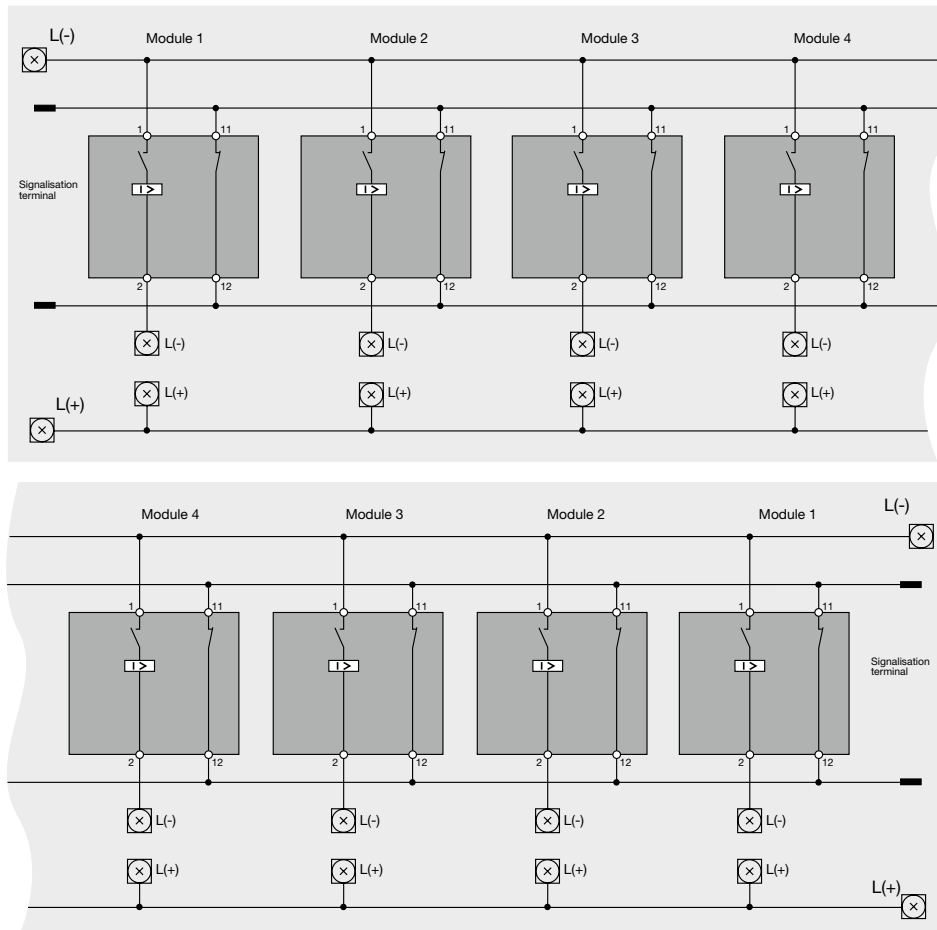 L(-)
Module 1 Module 2 Module 3 Module 4
1 11 1 11 1 11 1 11
I > I > I > I >
Signalisation
terminal
2 12 2 12 2 12 2 12
L(-) L(-) L(-) L(-)
L(+) L(+) L(+) L(+)
L(+)
L(-)
Module 4 Module 3 Module 2 Module 1
1 11 1 11 1 11 1 11
I > I > I > I >
Signalisation
terminal
2 12 2 12 2 12 2 12
L(-) L(-) L(-) L(-)
L(+) L(+) L(+) L(+)
L(+)